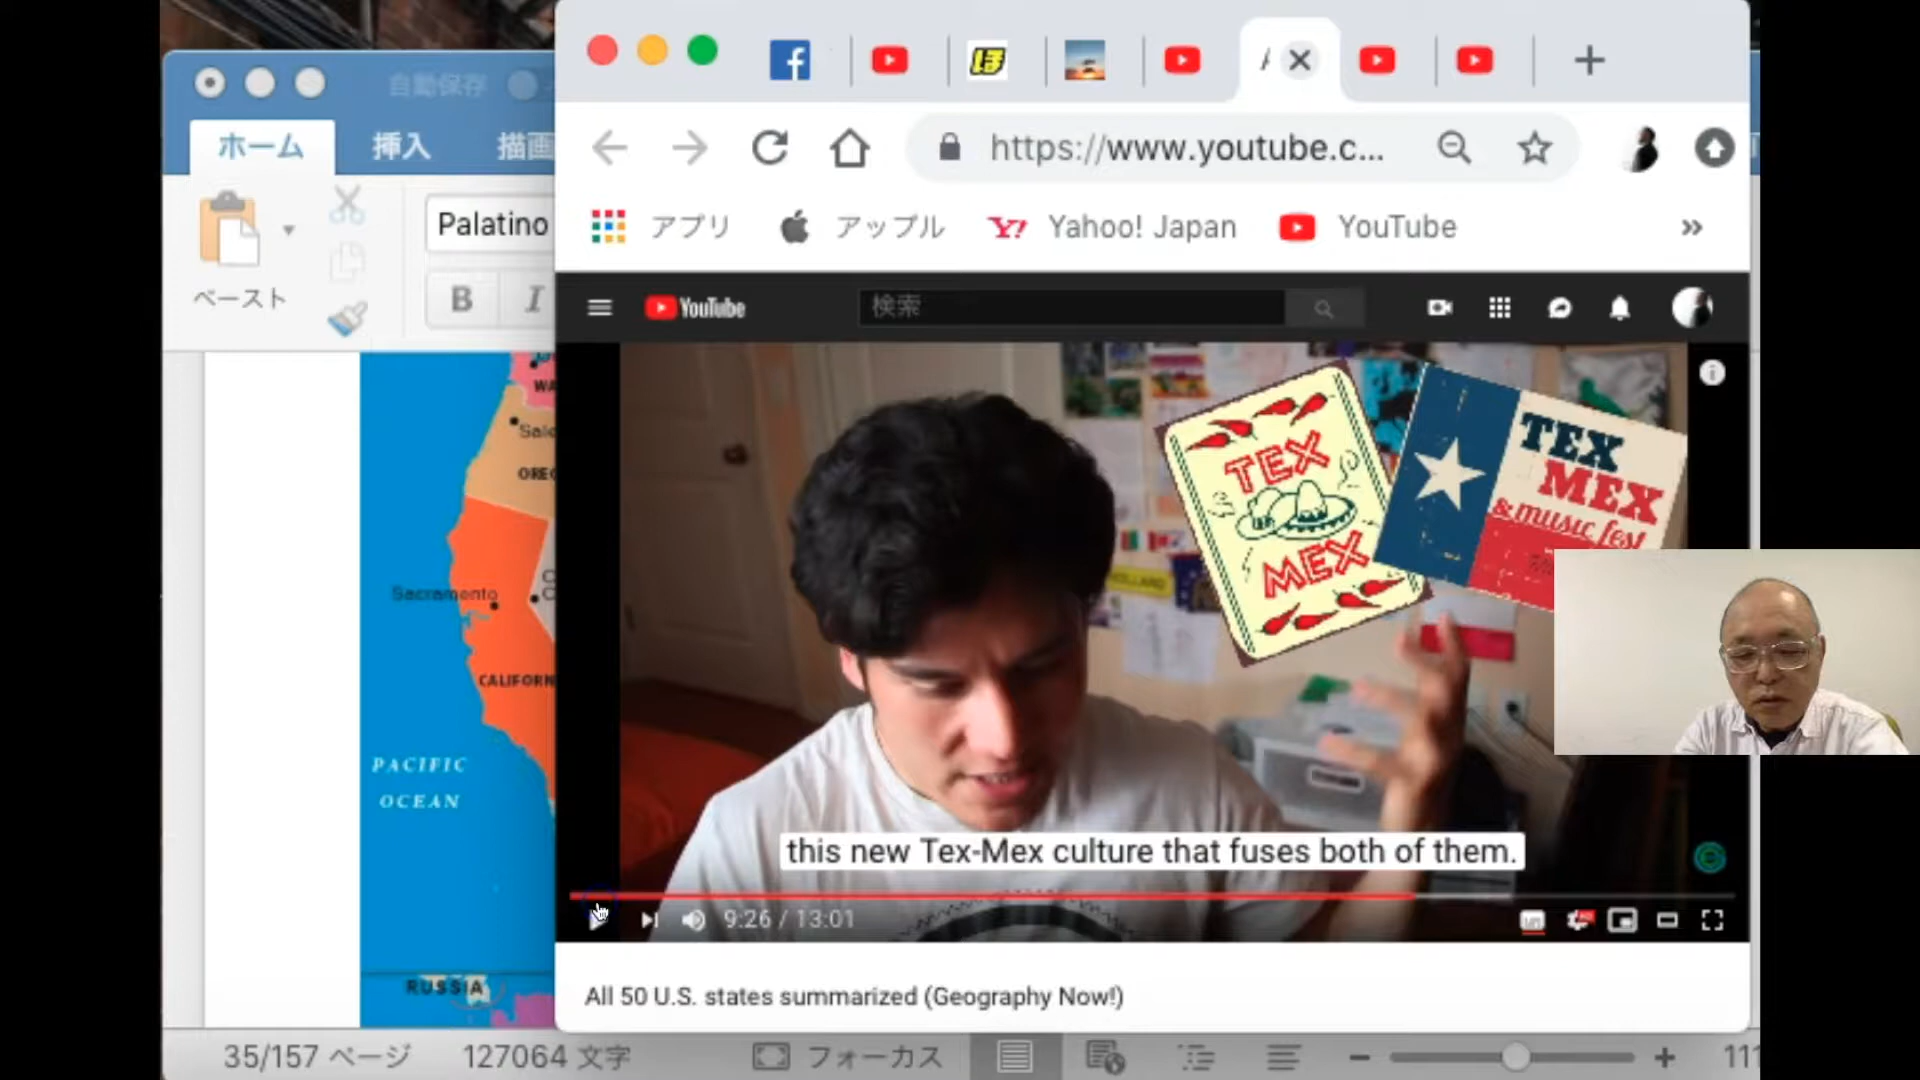 自動保存
ホーム 挿入 描画
Palatino
ペースト
B I
https://www.youtube.c...
アプリ アップル Yahoo! Japan YouTube »
YouTube 検索
WA
Sale
OREG
Sacramento
CALIFORN
PACIFIC
OCEAN
RUSSIA
TEX
MEX
TEX
MEX
& music fest
HOLLAND
this new Tex-Mex culture that fuses both of them.
9:26 / 13:01
All 50 U.S. states summarized (Geography Now!)
35/157 ページ 127064 文字 フォーカス 111